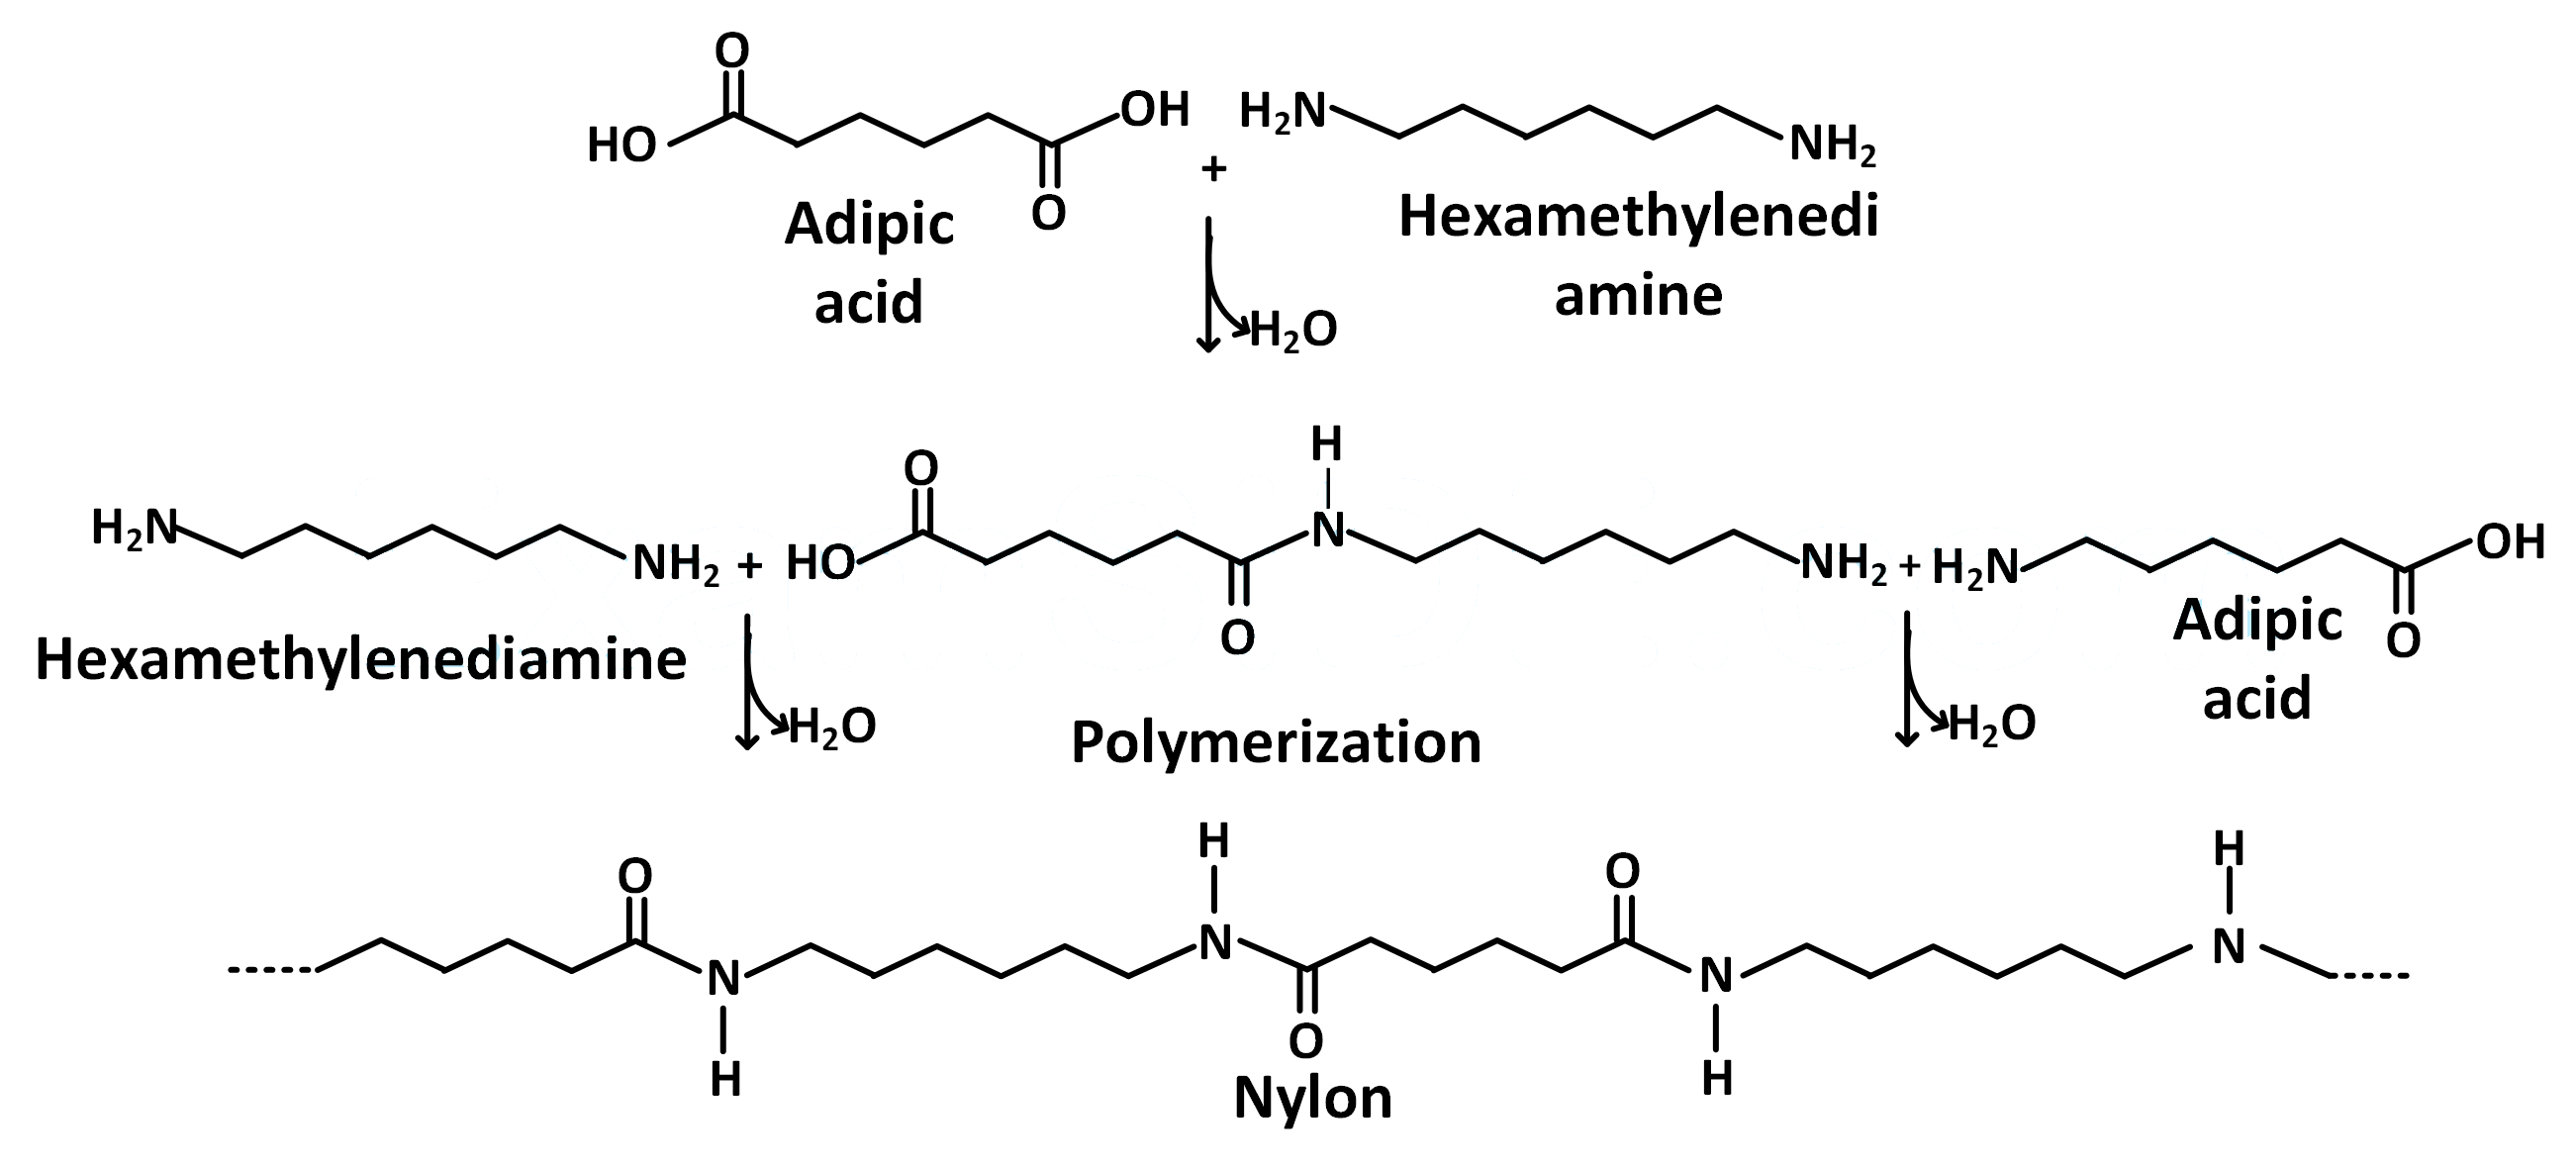 O
HO
OH
O
Adipic
acid
+
H₂N
NH₂
Hexamethylenedi
amine
H₂O
H₂N
NH₂
+
HO
O
O
H
N
NH₂
+
H₂N
OH
O
Hexamethylenediamine
Adipic
acid
H₂O
Polymerization
H₂O
O
N
H
H
N
O
O
N
H
H
N
Nylon